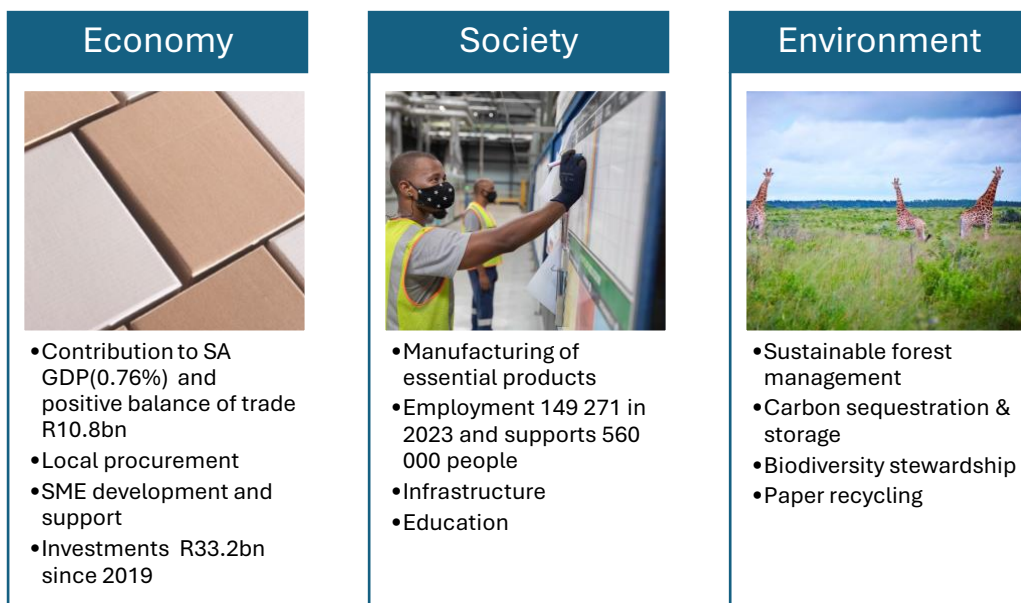 Economy
•Contribution to SA
GDP(0.76%) and
positive balance of trade
R10.8bn
•Local procurement
•SME development and
support
•Investments R33.2bn
since 2019
Society
•Manufacturing of
essential products
•Employment 149 271 in
2023 and supports 560
000 people
•Infrastructure
•Education
Environment
•Sustainable forest
management
•Carbon sequestration &
storage
•Biodiversity stewardship
•Paper recycling